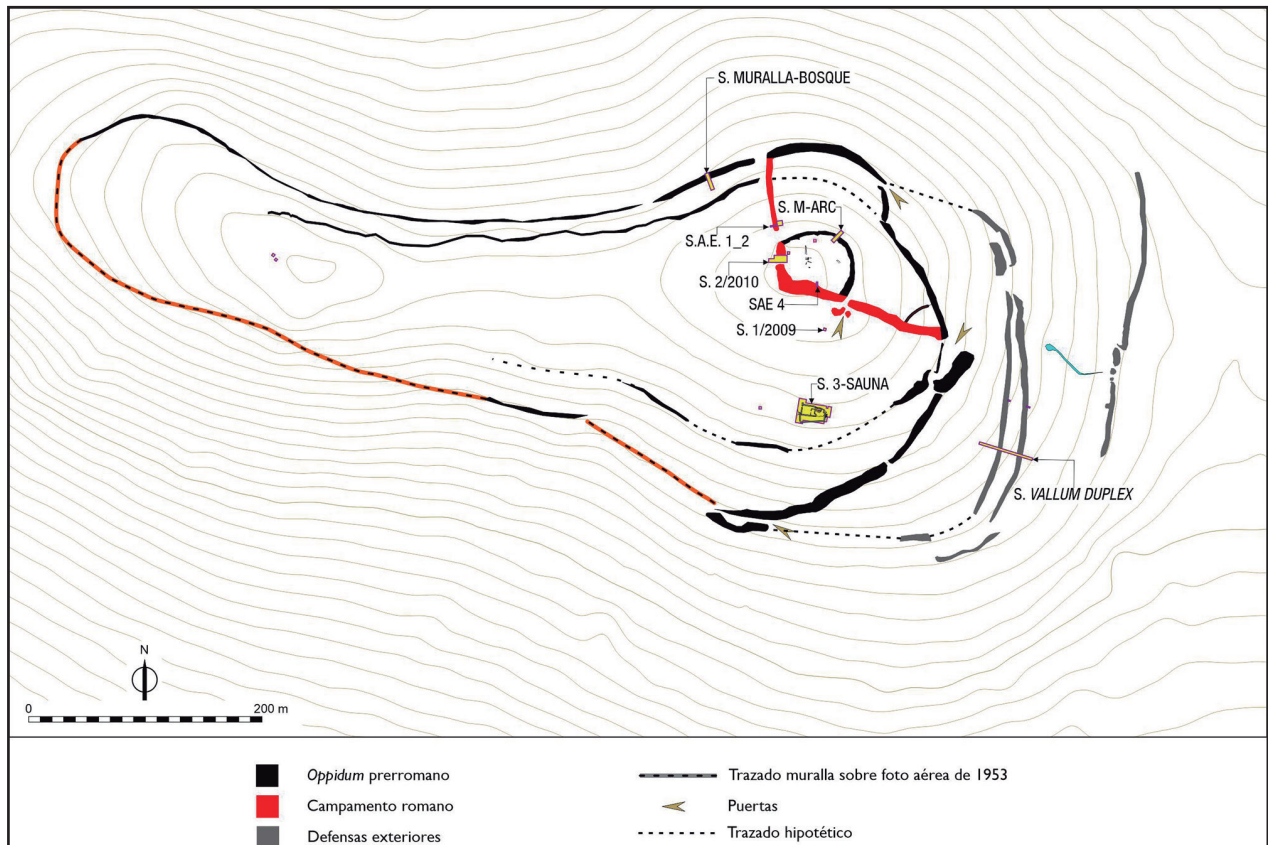 S. MURALLA-BOSQUE
S. M-ARC
S.A.E. 1_2
S. 2/2010
SAE 4
S. 1/2009
S. 3-SAUNA
S. VALLUM DUPLEX
N
0 200 m
Oppidum prerromano
Campamento romano
Defensas exteriores
Trazado muralla sobre foto aérea de 1953
Puertas
Trazado hipotético